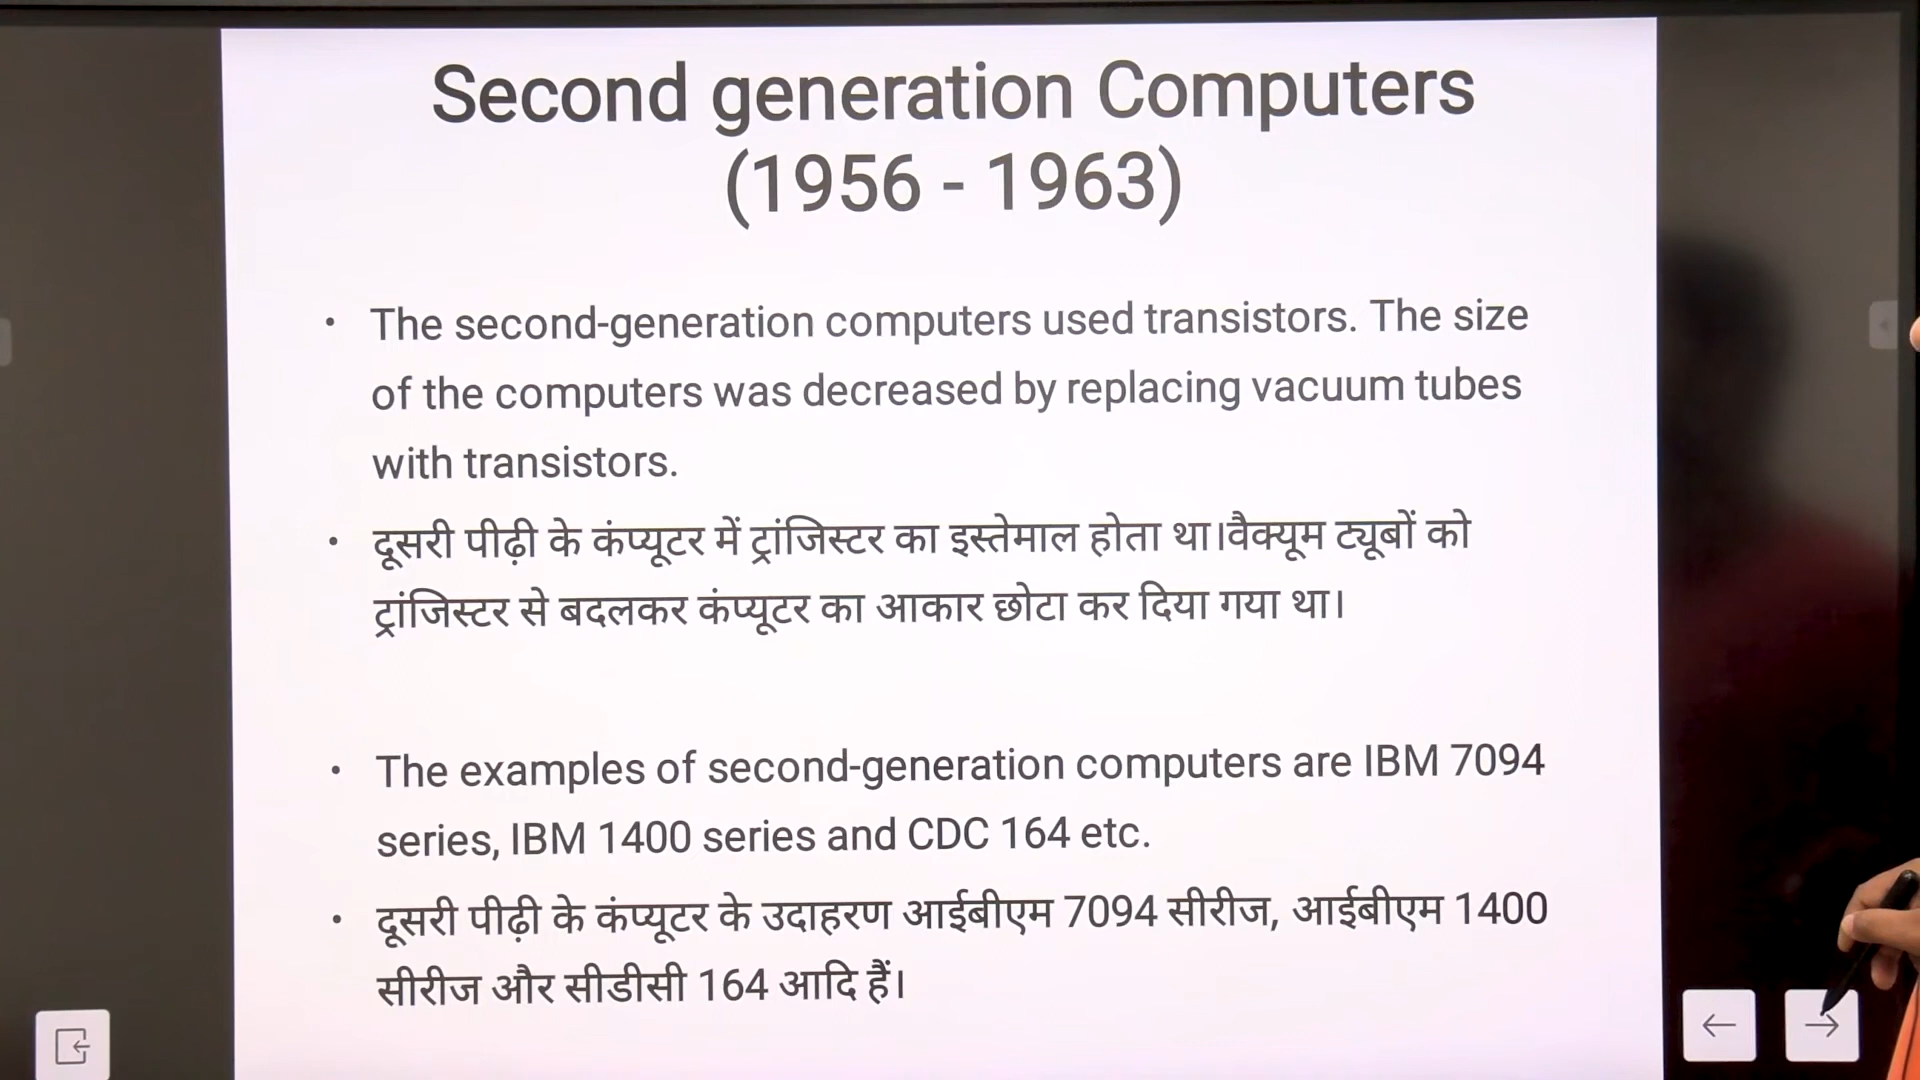 Second generation Computers
(1956 - 1963)
• The second-generation computers used transistors. The size
of the computers was decreased by replacing vacuum tubes
with transistors.
• दूसरी पीढ़ी के कंप्यूटर में ट्रांजिस्टर का इस्तेमाल होता था।वैक्यूम ट्यूबों को
ट्रांजिस्टर से बदलकर कंप्यूटर का आकार छोटा कर दिया गया था।
• The examples of second-generation computers are IBM 7094
series, IBM 1400 series and CDC 164 etc.
• दूसरी पीढ़ी के कंप्यूटर के उदाहरण आईबीएम 7094 सीरीज, आईबीएम 1400
सीरीज और सीडीसी 164 आदि हैं।